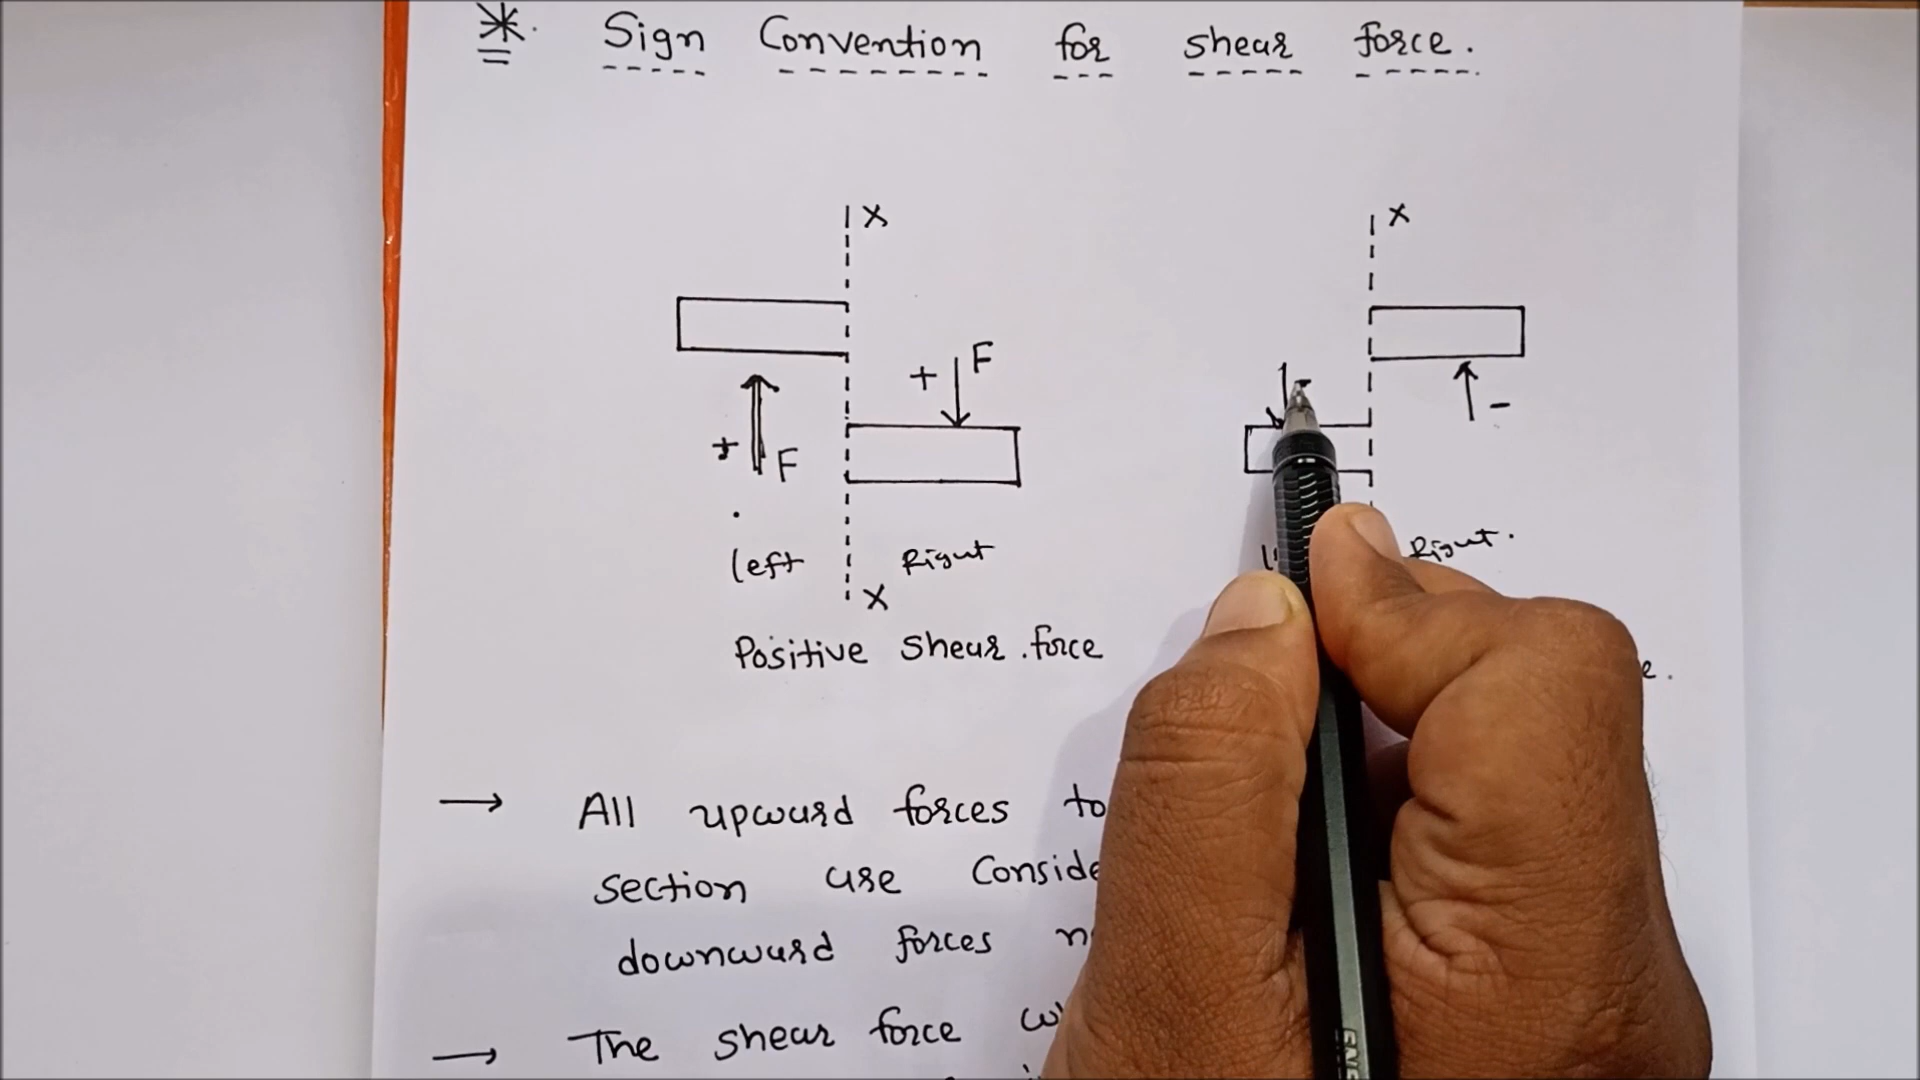 * Sign Convention for shear force.
X X
+ F
+ F -
left Right Right.
X
Positive shear force
→ All upward forces to
section are
downward forces
→ The shear force